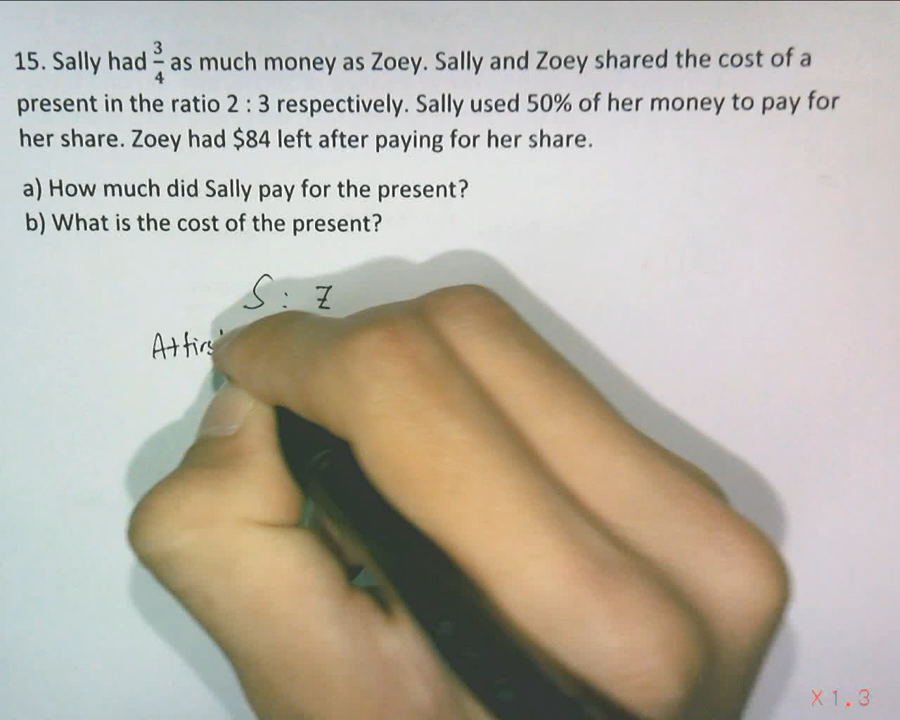 15. Sally had 3/4 as much money as Zoey. Sally and Zoey shared the cost of a
present in the ratio 2 : 3 respectively. Sally used 50% of her money to pay for
her share. Zoey had $84 left after paying for her share.
a) How much did Sally pay for the present?
b) What is the cost of the present?
S : Z
At firs
X1.3